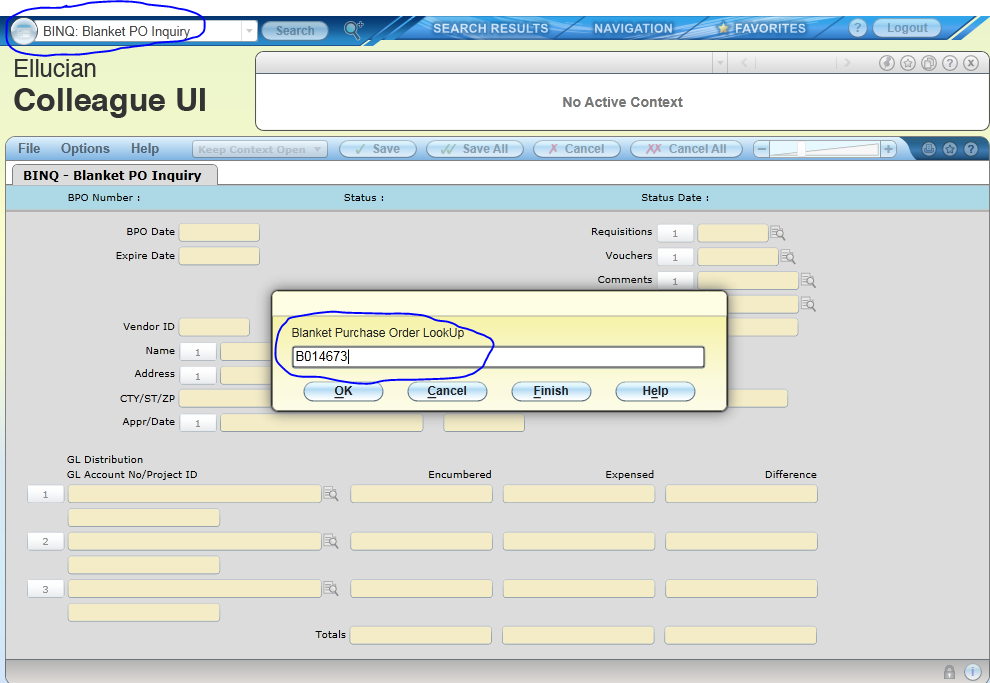 BINQ: Blanket PO Inquiry
Search
SEARCH RESULTS
NAVIGATION
FAVORITES
?
Logout
Ellucian
Colleague UI
No Active Context
File Options Help Keep Context Open Save Save All Cancel Cancel All
BINQ - Blanket PO Inquiry
BPO Number : Status : Status Date :
BPO Date Requisitions 1
Expire Date Vouchers 1
Comments 1
Blanket Purchase Order LookUp
B014673
OK Cancel Finish Help
Vendor ID
Name 1
Address 1
CTY/ST/ZP
Appr/Date 1
GL Distribution
GL Account No/Project ID Encumbered Expensed Difference
1
2
3
Totals